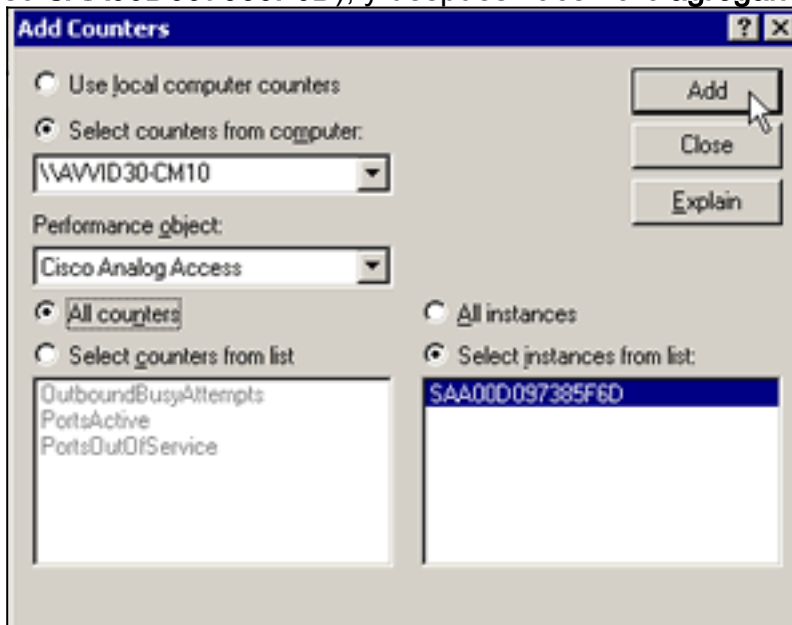 agregar
Add Counters
Use local computer counters
Add
Select counters from computer:
Close
\\AVVID30-CM10
Explain
Performance object:
Cisco Analog Access
All counters
All instances
Select counters from list
Select instances from list:
OutboundBusyAttempts
SAA00D097385F6D
PortsActive
PortsOutOfService